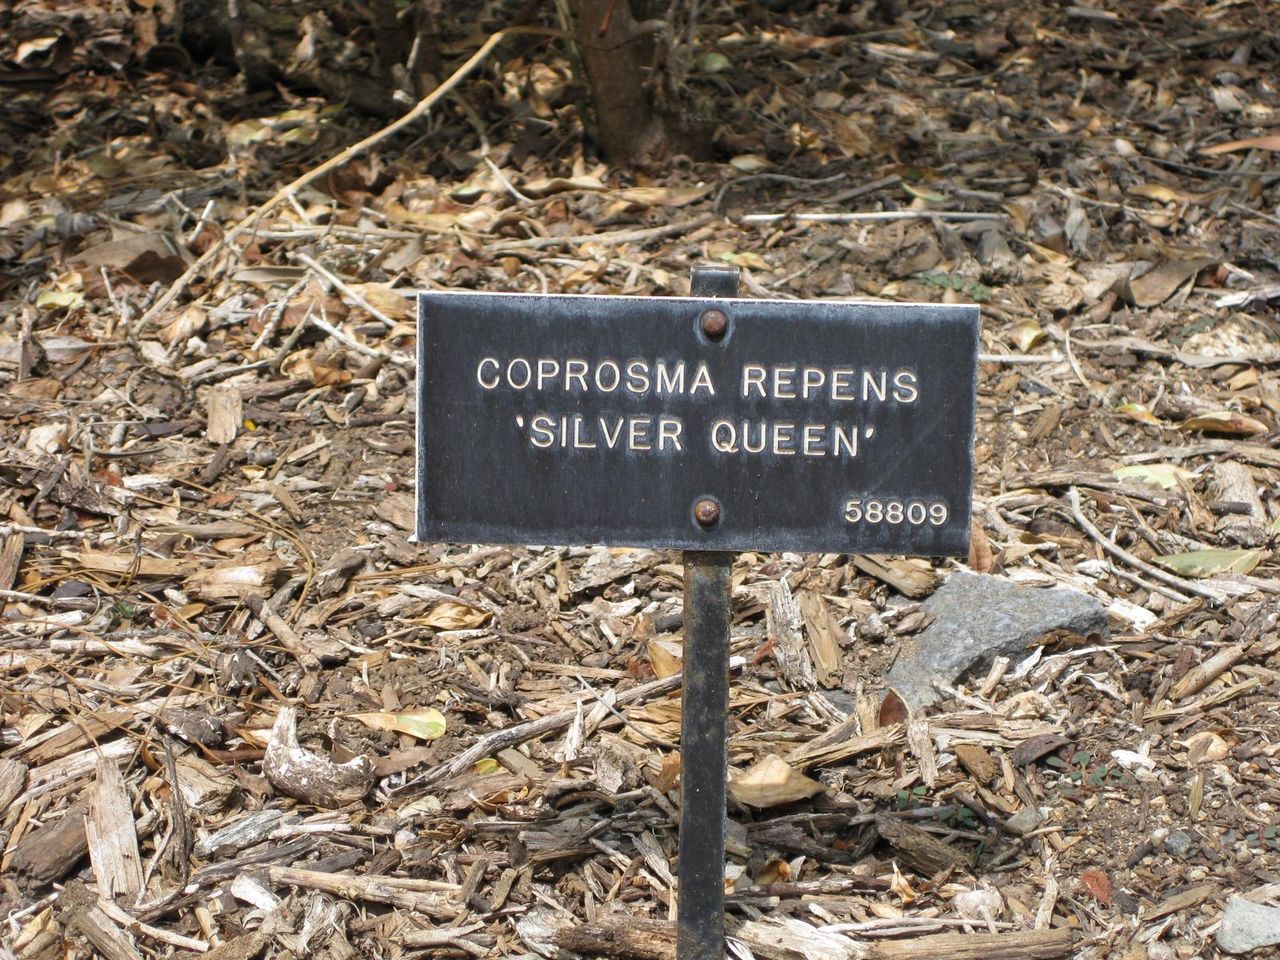 COPROSMA REPENS
'SILVER QUEEN'
58809